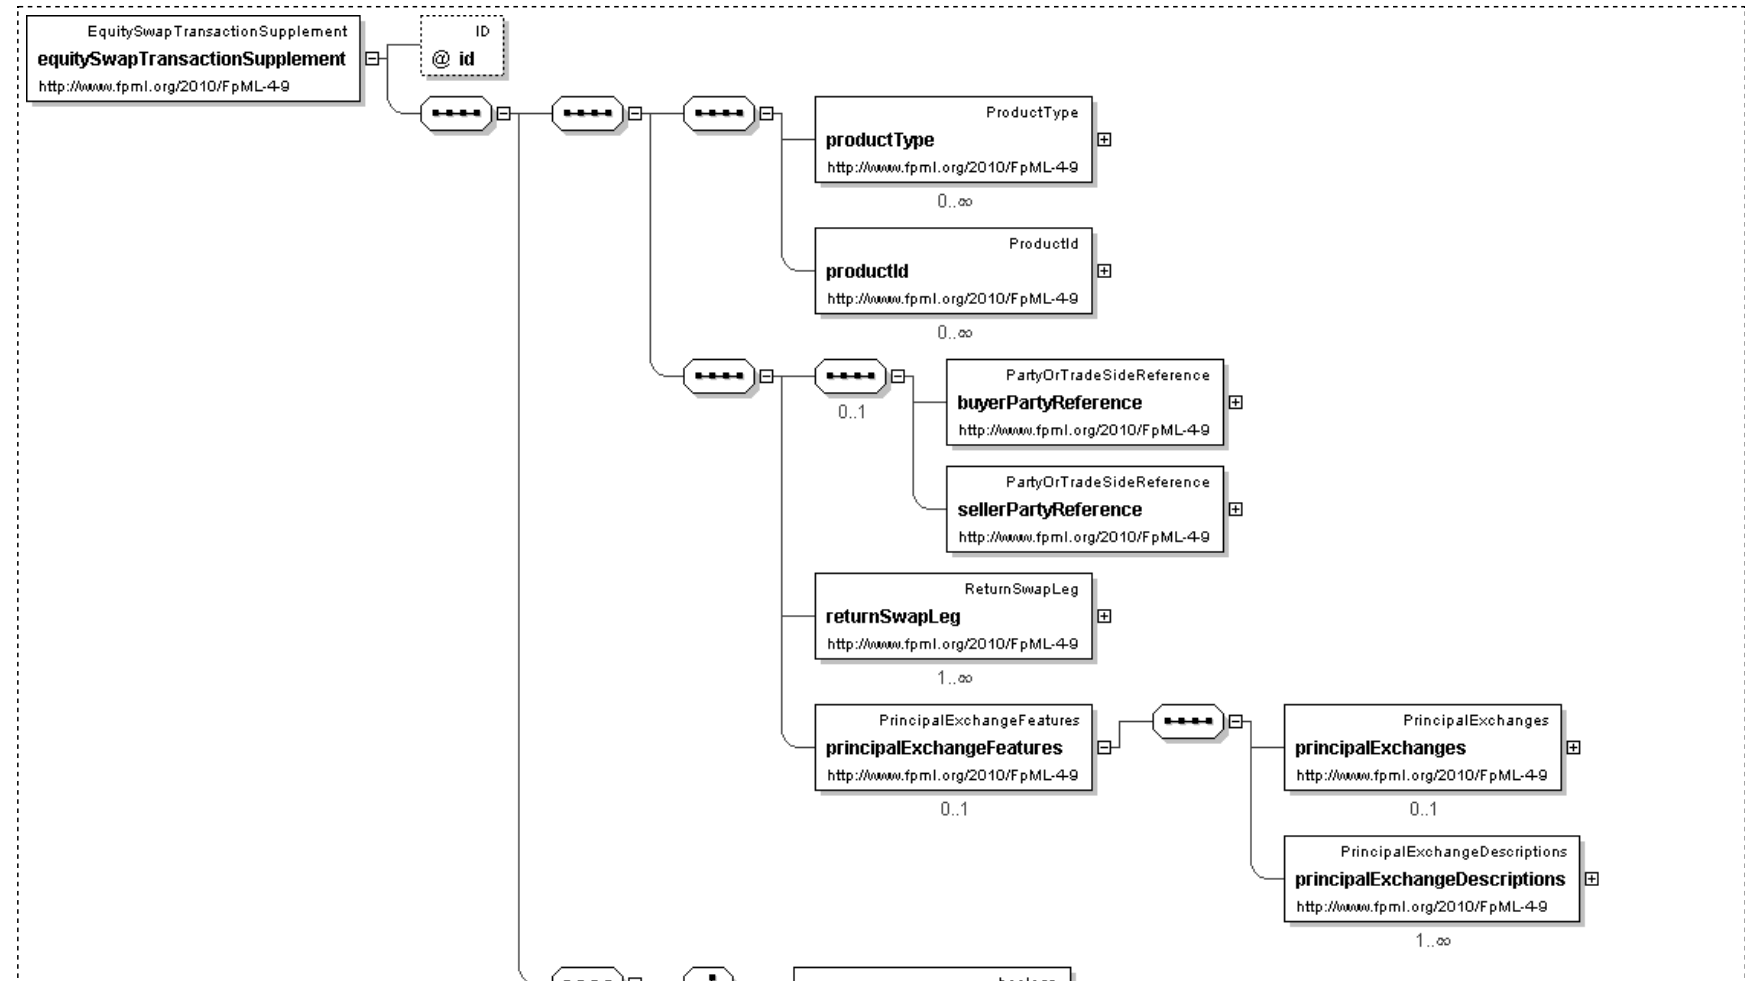 EquitySwapTransactionSupplement
equitySwapTransactionSupplement
http://www.fpml.org/2010/FpML-4-9
ID
@ id
ProductType
productType
http://www.fpml.org/2010/FpML-4-9
0..∞
ProductId
productId
http://www.fpml.org/2010/FpML-4-9
0..∞
0..1
PartyOrTradeSideReference
buyerPartyReference
http://www.fpml.org/2010/FpML-4-9
PartyOrTradeSideReference
sellerPartyReference
http://www.fpml.org/2010/FpML-4-9
ReturnSwapLeg
returnSwapLeg
http://www.fpml.org/2010/FpML-4-9
1..∞
PrincipalExchangeFeatures
principalExchangeFeatures
http://www.fpml.org/2010/FpML-4-9
0..1
PrincipalExchanges
principalExchanges
http://www.fpml.org/2010/FpML-4-9
0..1
PrincipalExchangeDescriptions
principalExchangeDescriptions
http://www.fpml.org/2010/FpML-4-9
1..∞